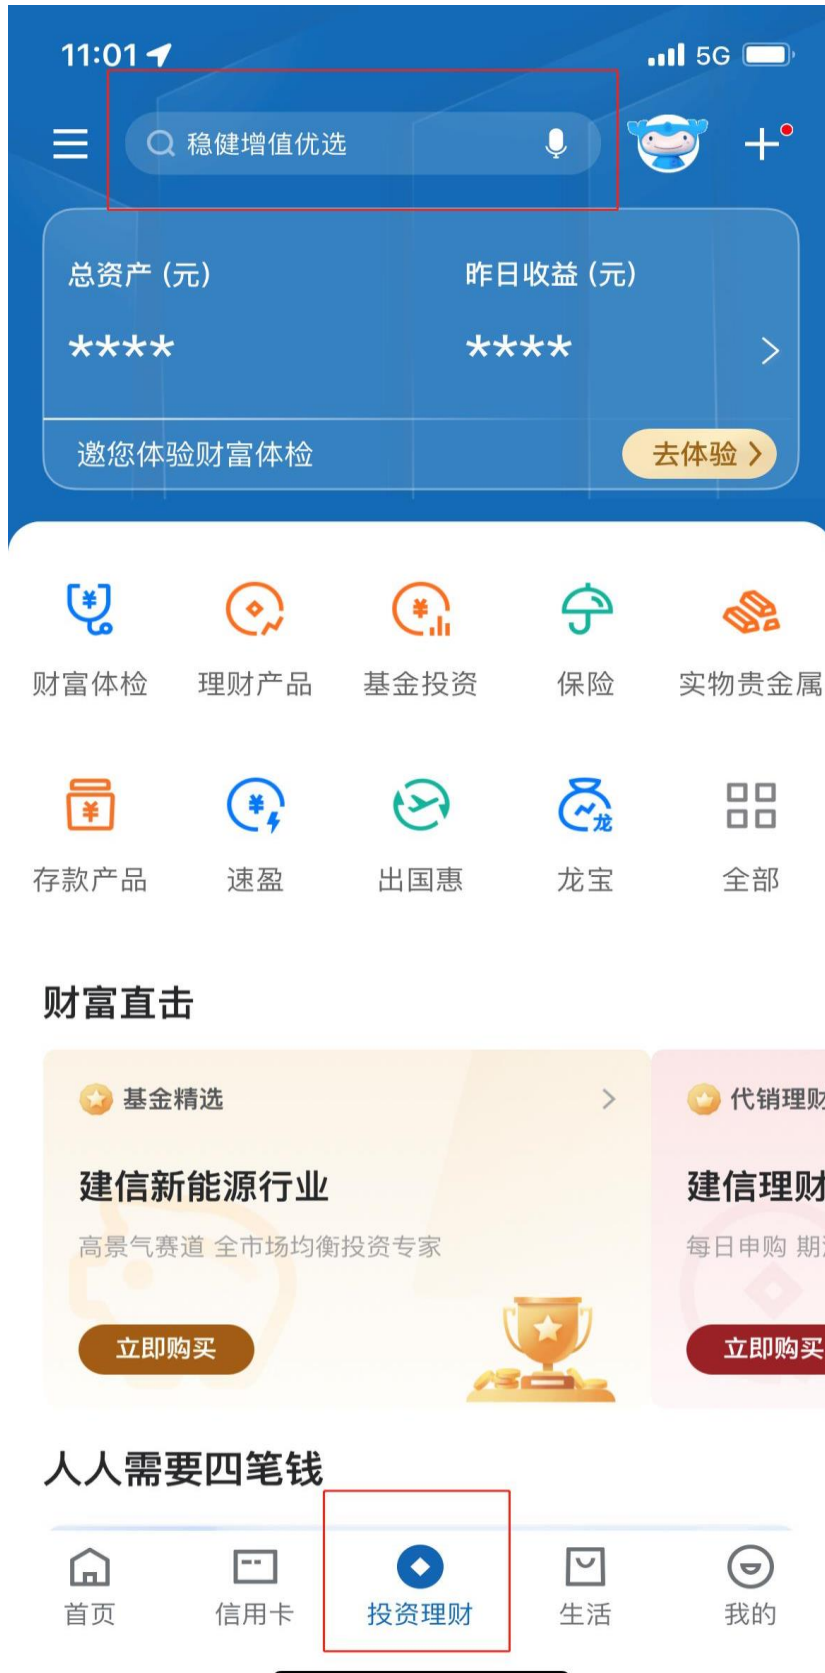 11:01
5G
稳健增值优选
总资产 (元) 昨日收益 (元)
**** ****
邀您体验财富体检 去体验
财富体检 理财产品 基金投资 保险 实物贵金属
存款产品 速盈 出国惠 龙宝 全部
财富直击
基金精选 代销理财
建信新能源行业 建信理财
高景气赛道 全市场均衡投资专家 每日申购 期
立即购买 立即购买
人人需要四笔钱
首页 信用卡 投资理财 生活 我的